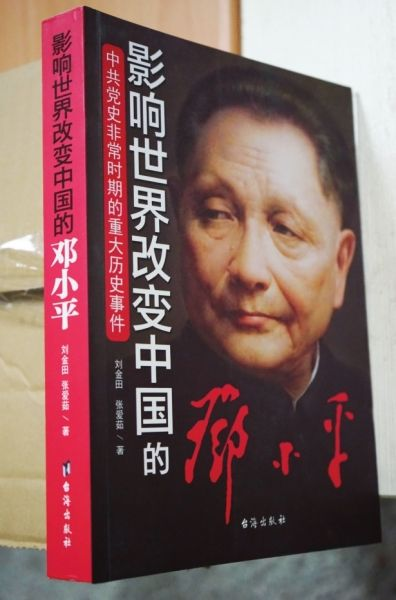 影响世界改变中国的
邓小平
刘金田 张爱茹／著
台海出版社
中共党史非常时期的重大历史事件
影响世界改变中国的
刘金田 张爱茹／著
鄧小平
台海出版社